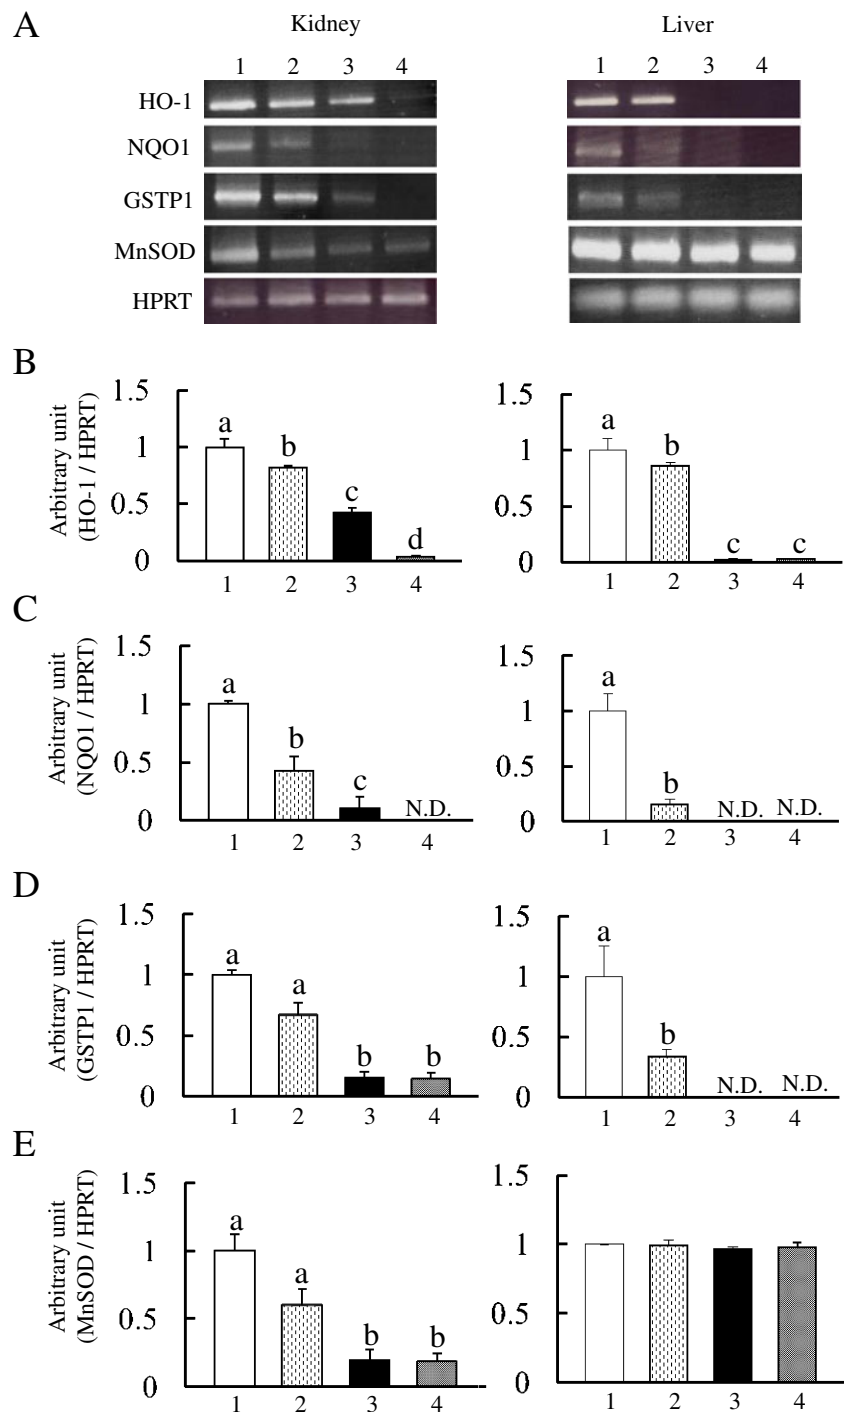 A
Kidney Liver
1 2 3 4 1 2 3 4
HO-1
NQO1
GSTP1
MnSOD
HPRT
B
Arbitrary unit
(HO-1 / HPRT)
1.5
1
0.5
0
a b c d
1 2 3 4
1.5
1
0.5
0
a b c c
1 2 3 4
C
Arbitrary unit
(NQO1 / HPRT)
1.5
1
0.5
0
a b c N.D.
1 2 3 4
1.5
1
0.5
0
a b N.D. N.D.
1 2 3 4
D
Arbitrary unit
(GSTP1 / HPRT)
1.5
1
0.5
0
a a b b
1 2 3 4
1.5
1
0.5
0
a b N.D. N.D.
1 2 3 4
E
Arbitrary unit
(MnSOD / HPRT)
1.5
1
0.5
0
a a b b
1 2 3 4
1.5
1
0.5
0
1 2 3 4